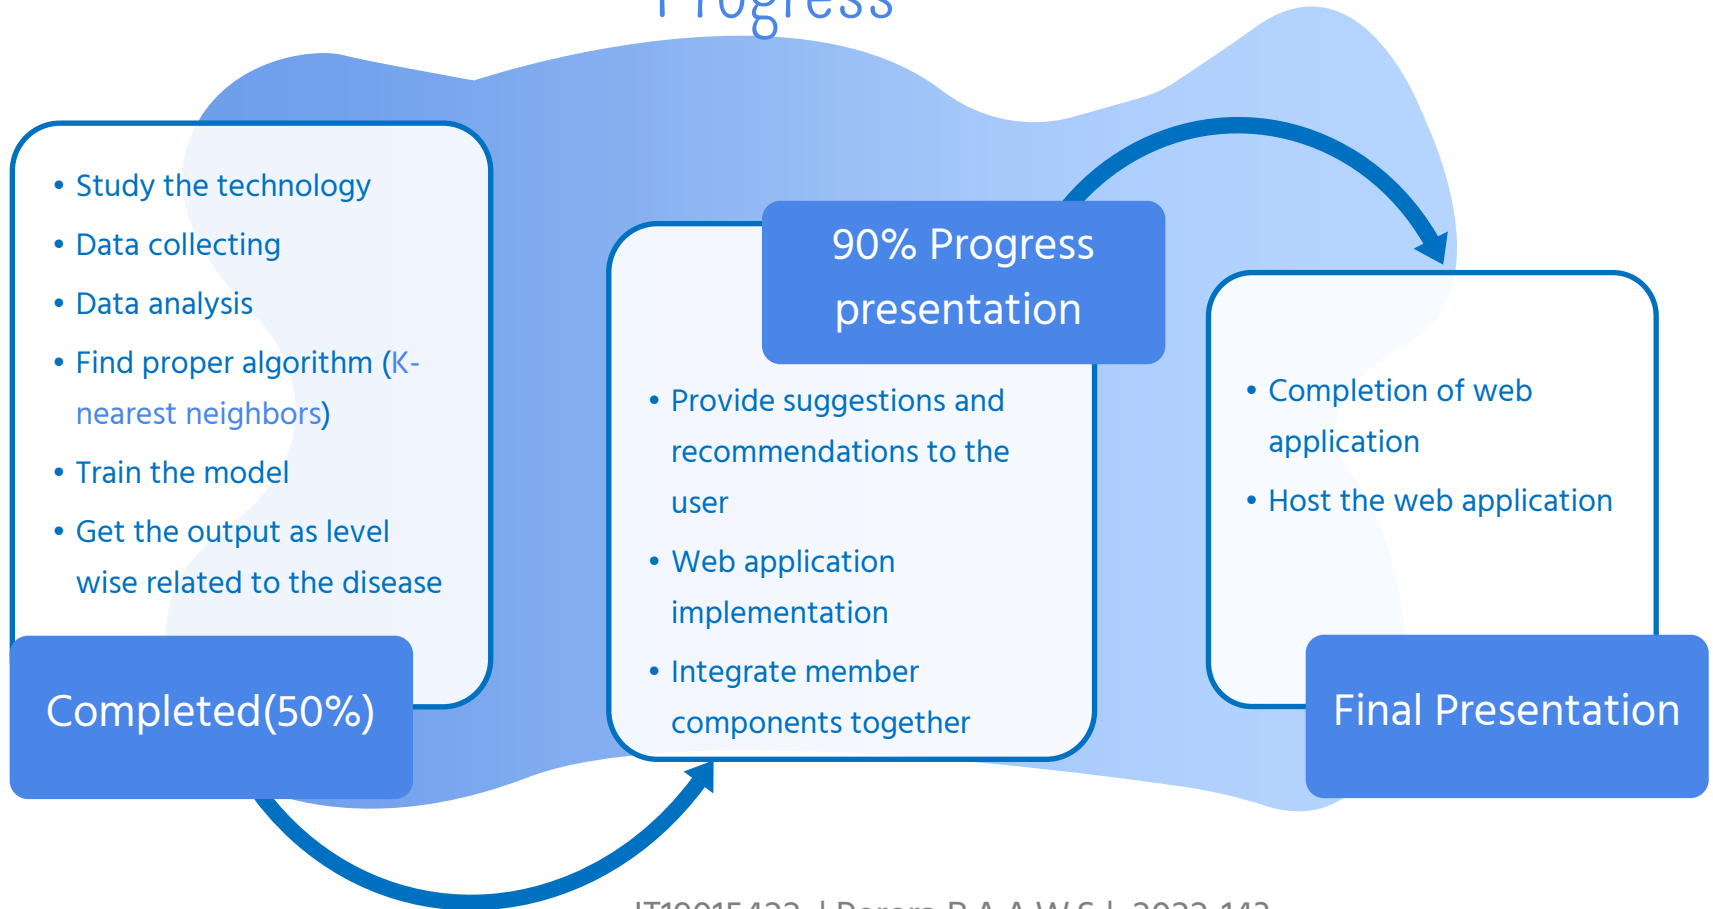 Progress
• Study the technology
• Data collecting
• Data analysis
• Find proper algorithm (K-
nearest neighbors)
• Train the model
• Get the output as level
wise related to the disease
Completed(50%)
90% Progress
presentation
• Provide suggestions and
recommendations to the
user
• Web application
implementation
• Integrate member
components together
• Completion of web
application
• Host the web application
Final Presentation